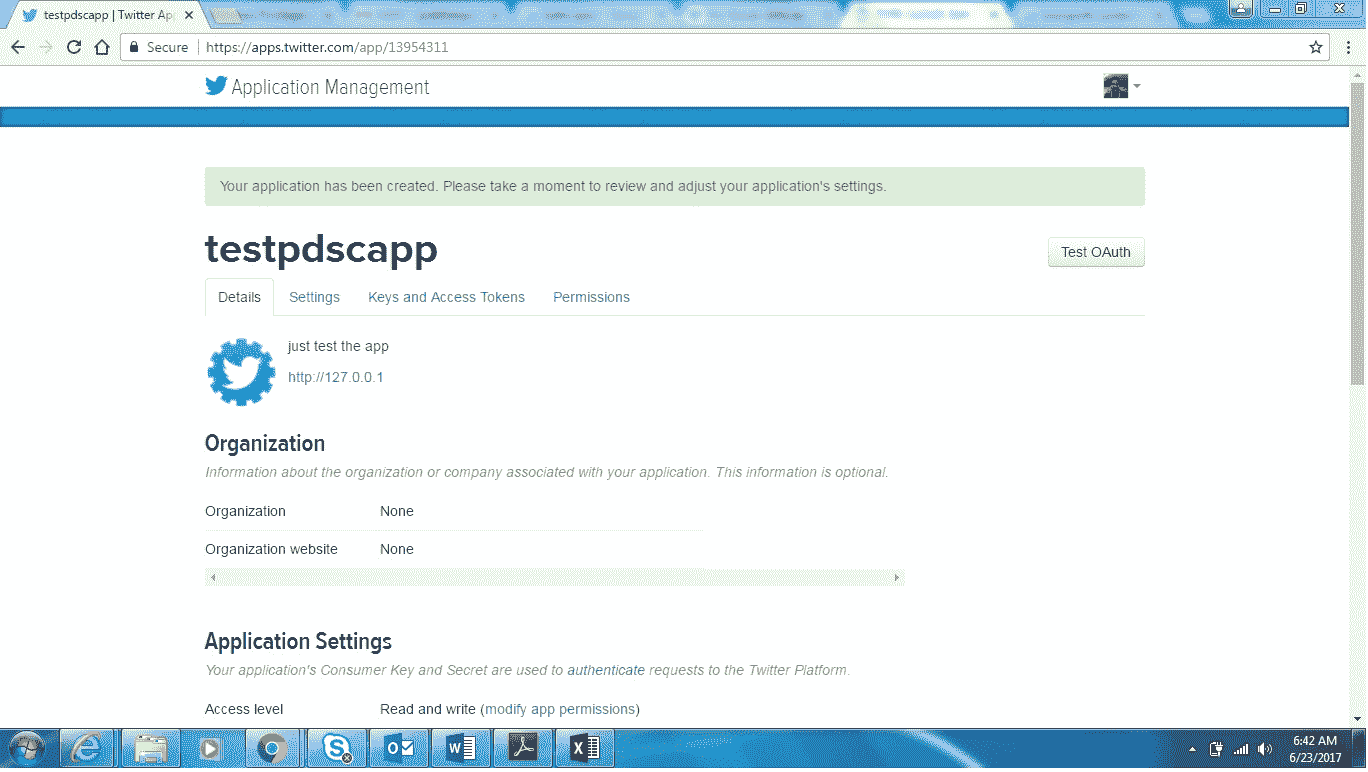 testpdscapp | Twitter Ap
Secure https://apps.twitter.com/app/13954311
Application Management
Your application has been created. Please take a moment to review and adjust your application's settings.
testpdscapp
Test OAuth
Details Settings Keys and Access Tokens Permissions
just test the app
http://127.0.0.1
Organization
Information about the organization or company associated with your application. This information is optional.
Organization None
Organization website None
Application Settings
Your application's Consumer Key and Secret are used to authenticate requests to the Twitter Platform.
Access level Read and write (modify app permissions)
6:42 AM
6/23/2017